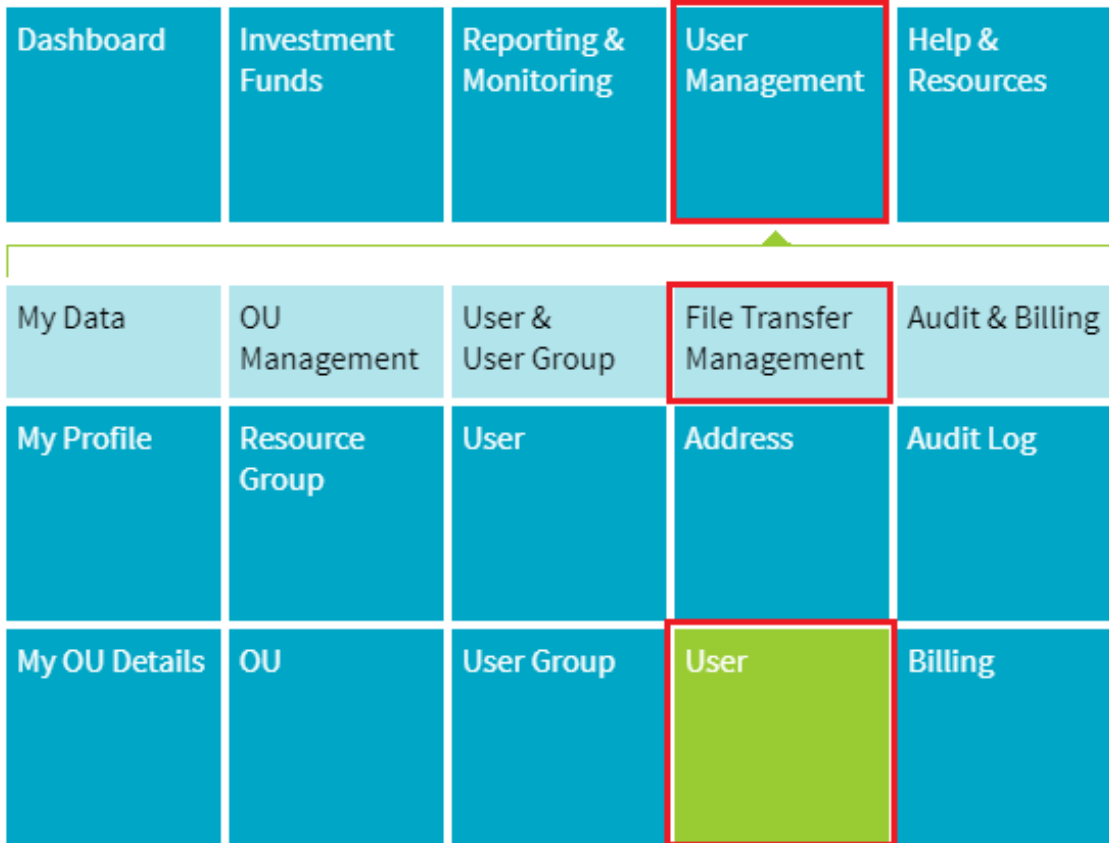 Dashboard
Investment
Funds
Reporting &
Monitoring
User
Management
Help &
Resources
My Data
OU
Management
User &
User Group
File Transfer
Management
Audit & Billing
My Profile
Resource
Group
User
Address
Audit Log
My OU Details
OU
User Group
User
Billing